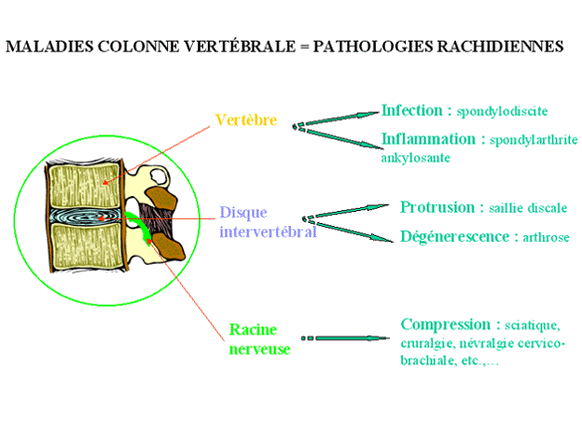 MALADIES COLONNE VERTÉBRALE = PATHOLOGIES RACHIDIENNES
Vertèbre
Infection : spondylodiscite
Inflammation : spondylarthrite
ankylosante
Disque
intervertébral
Protrusion : saillie discale
Dégénerescence : arthrose
Racine
nerveuse
Compression : sciatique,
cruralgie, névralgie cervico-
brachiale, etc.,…